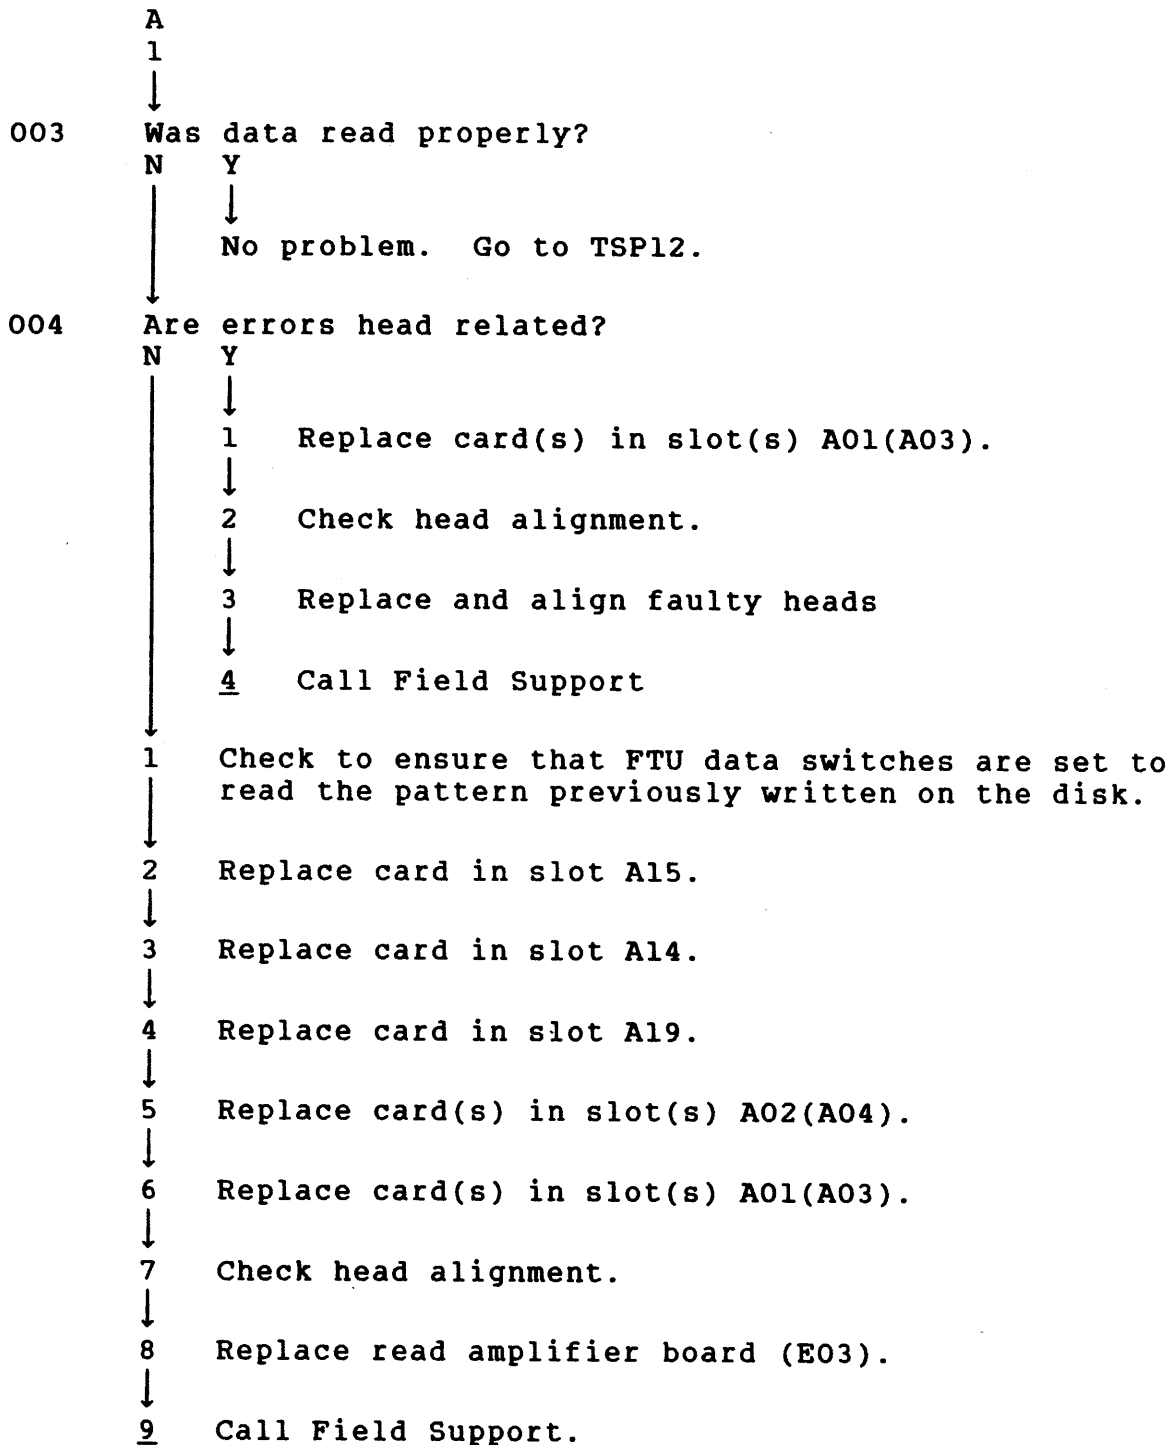 A
1
003 Was data read properly?
N Y
No problem. Go to TSP12.
004 Are errors head related?
N Y
1 Replace card(s) in slot(s) A01(A03).
2 Check head alignment.
3 Replace and align faulty heads
4 Call Field Support
1 Check to ensure that FTU data switches are set to
read the pattern previously written on the disk.
2 Replace card in slot A15.
3 Replace card in slot A14.
4 Replace card in slot A19.
5 Replace card(s) in slot(s) A02(A04).
6 Replace card(s) in slot(s) A01(A03).
7 Check head alignment.
8 Replace read amplifier board (E03).
9 Call Field Support.